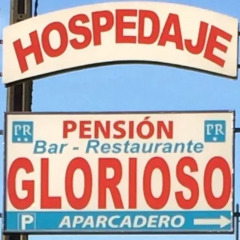 HOSPEDAJE
PR PENSIÓN PR
Bar - Restaurante
GLORIOSO
P APARCADERO